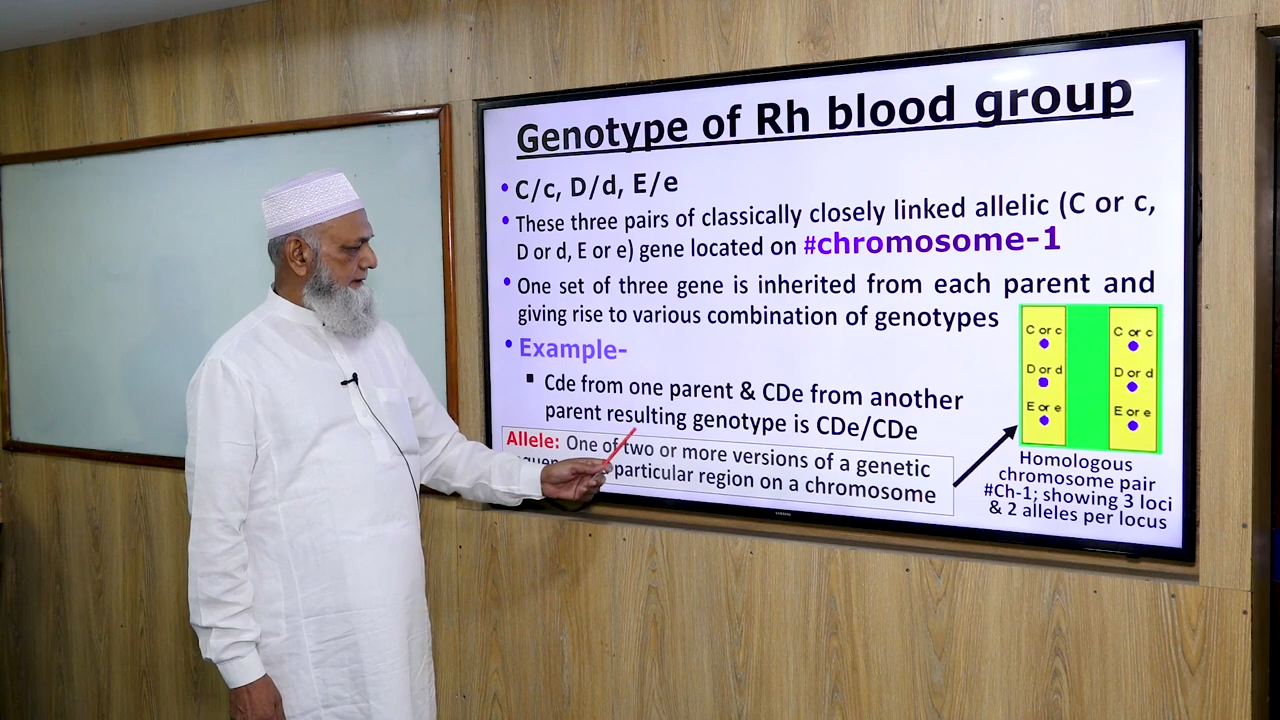 Genotype of Rh blood group
• C/c, D/d, E/e
• These three pairs of classically closely linked allelic (C or c,
D or d, E or e) gene located on #chromosome-1
• One set of three gene is inherited from each parent and
giving rise to various combination of genotypes
• Example-
▪ Cde from one parent & CDe from another
parent resulting genotype is CDe/CDe
Allele: One of two or more versions of a genetic
particular region on a chromosome
C or c
D or d
E or e
C or c
D or d
E or e
Homologous
chromosome pair
#Ch-1; showing 3 loci
& 2 alleles per locus
SAMSUNG